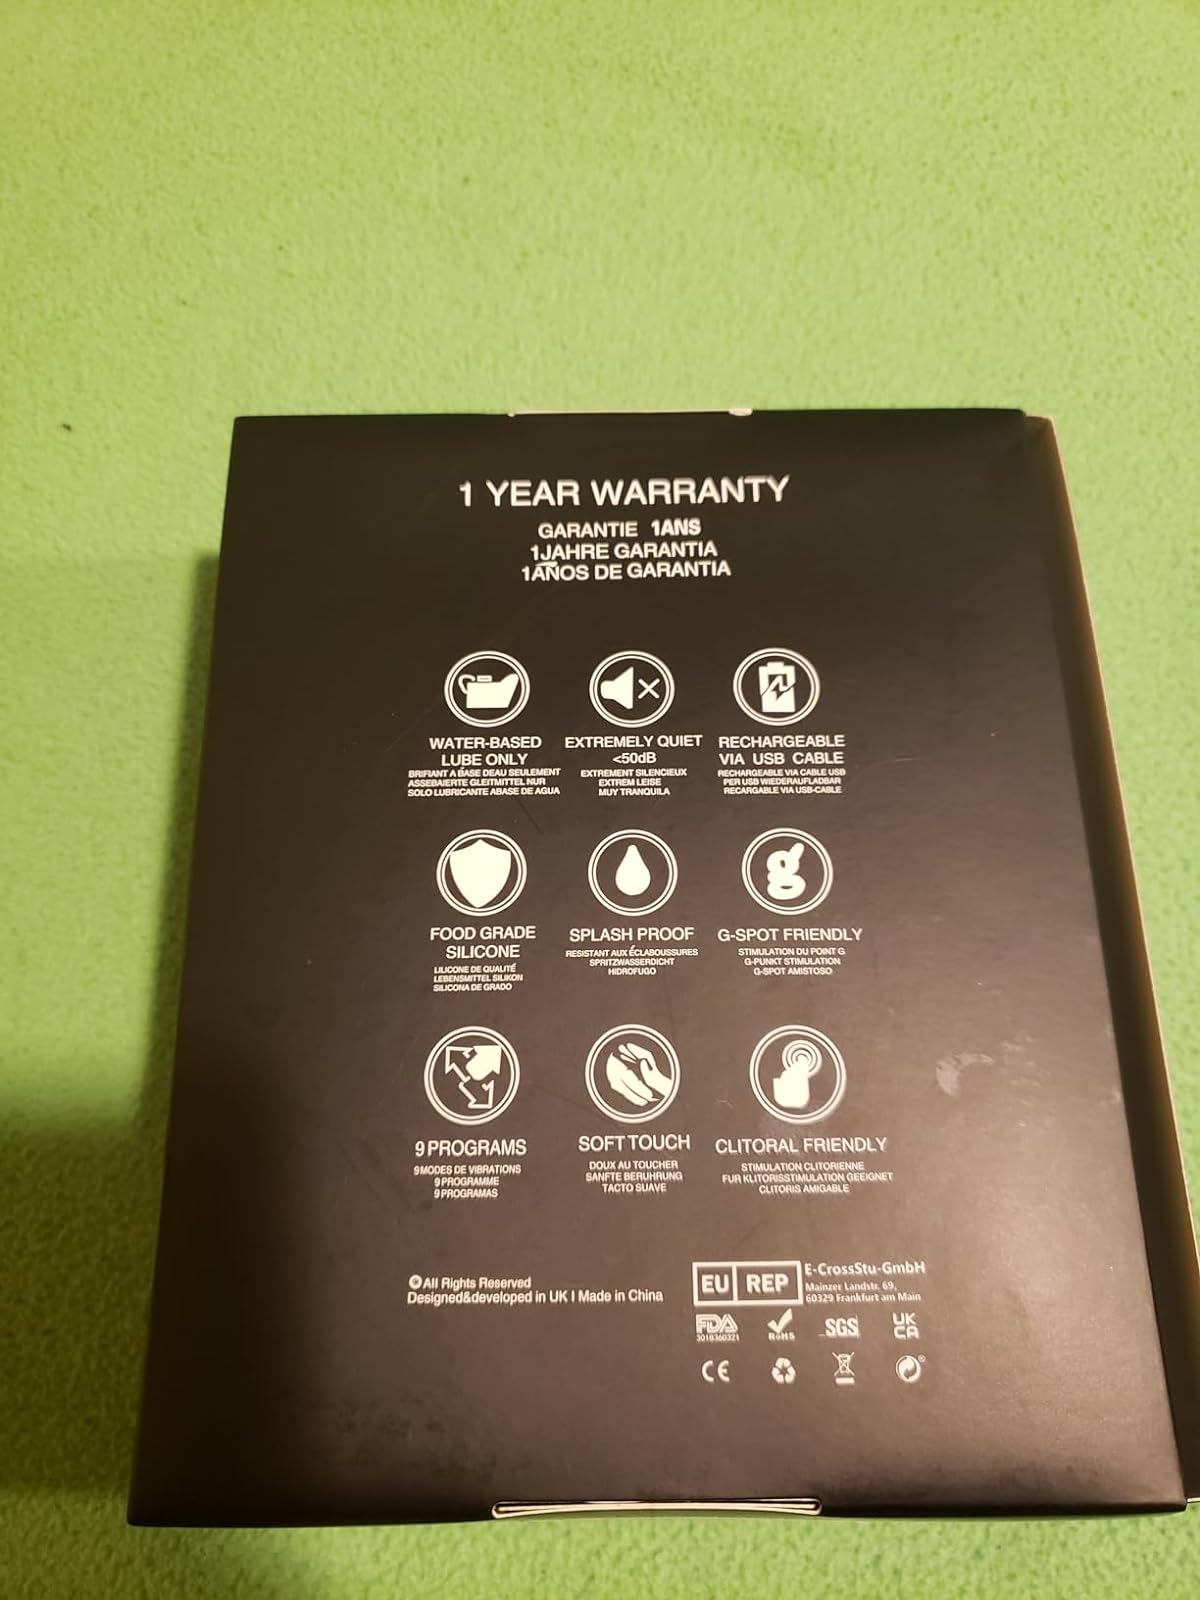 1 YEAR WARRANTY
GARANTIE 1ANS
1JAHRE GARANTIA
1AÑOS DE GARANTIA
WATER-BASED
LUBE ONLY
BRIFIANT A BASE DEAU SEULEMENT
ASSEBAIERTE GLEITMITTEL NUR
SOLO LUBRICANTE ABASE DE AGUA
EXTREMELY QUIET
<50dB
EXTREMENT SILENCIEUX
EXTREM LEISE
MUY TRANQUILA
RECHARGEABLE
VIA USB CABLE
RECHARGEABLE VIA CABLE USB
PER USB WIEDERAUFLADBAR
RECARGABLE VIA USB-CABLE
FOOD GRADE
SILICONE
LILICONE DE QUALITÉ
LEBENSMITTEL SILIKON
SILICONA DE GRADO
SPLASH PROOF
RESISTANT AUX ÉCLABOUSSURES
SPRITZWASSERDICHT
HIDROFUGO
g
G-SPOT FRIENDLY
STIMULATION DU POINT G
G-PUNKT STIMULATION
G-SPOT AMISTOSO
9 PROGRAMS
9 MODES DE VIBRATIONS
9 PROGRAMME
9 PROGRAMAS
SOFT TOUCH
DOUX AU TOUCHER
SANFTE BERUHRUNG
TACTO SUAVE
CLITORAL FRIENDLY
STIMULATION CLITORIENNE
FUR KLITORISSTIMULATION GEEIGNET
CLITORIS AMIGABLE
©All Rights Reserved
Designed&developed in UK I Made in China
EU REP
E-CrossStu-GmbH
Mainzer Landstr. 69,
60329 Frankfurt am Main
FDA
3018360321
RoHS
SGS
UK
CA
CE